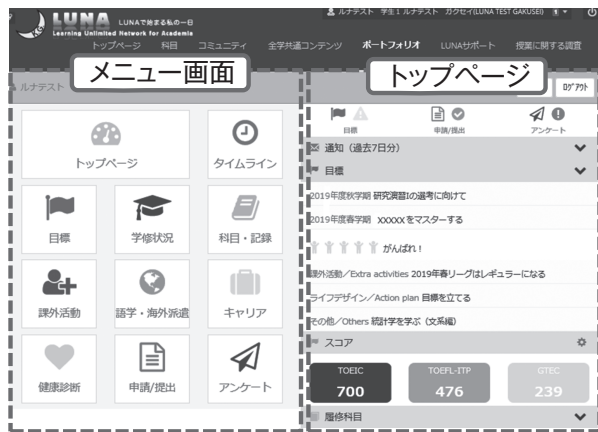 LUNA LUNAで始まる私の一日
Learning Unlimited Network for Academia
ルナテスト 学生1 ルナテスト ガクセイ(LUNA TEST GAKUSEI)
トップページ 科目 コミュニティ 全学共通コンテンツ ポートフォリオ LUNAサポート 授業に関する調査
メニュー画面
トップページ
ルナテスト
ログアウト
トップページ
タイムライン
目標
学修状況
科目・記録
課外活動
語学・海外派遣
キャリア
健康診断
申請/提出
アンケート
目標
申請/提出
アンケート
通知（過去7日分）
目標
2019年度秋学期 研究演習Iの選考に向けて
2019年度春学期 XXXXXをマスターする
がんばれ！
課外活動／Extra activities 2019年春リーグはレギュラーになる
ライフデザイン／Action plan 目標を立てる
その他／Others 統計学を学ぶ（文系編）
スコア
TOEIC
700
TOEFL-ITP
476
GTEC
239
履修科目